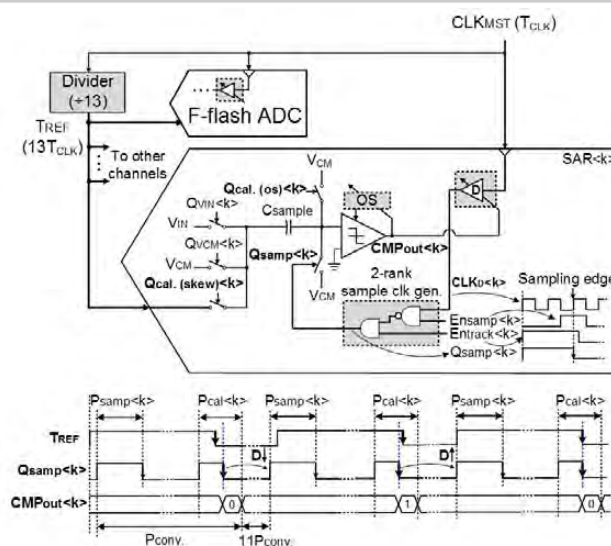 CLKMST (TCLK)
Divider
(÷13)
F-flash ADC
TREF
(13TCLK)
To other
channels
SAR<k>
VCM
Qcal. (os)<k>
OS
D
QVIN<k>
Csample
VIN
QVCM<k>
Qsamp<k>
CMPout<k>
VCM
Qcal. (skew)<k>
VCM
2-rank
sample clk gen.
CLKD<k>
Sampling edge
Ensamp<k>
Entrack<k>
Qsamp<k>
Psamp<k> Pcal<k> Psamp<k> Pcal<k> Psamp<k> Pcal<k>
TREF
Qsamp<k>
D↓
D↑
CMPout<k>
0 1 0
Pconv. 11Pconv.